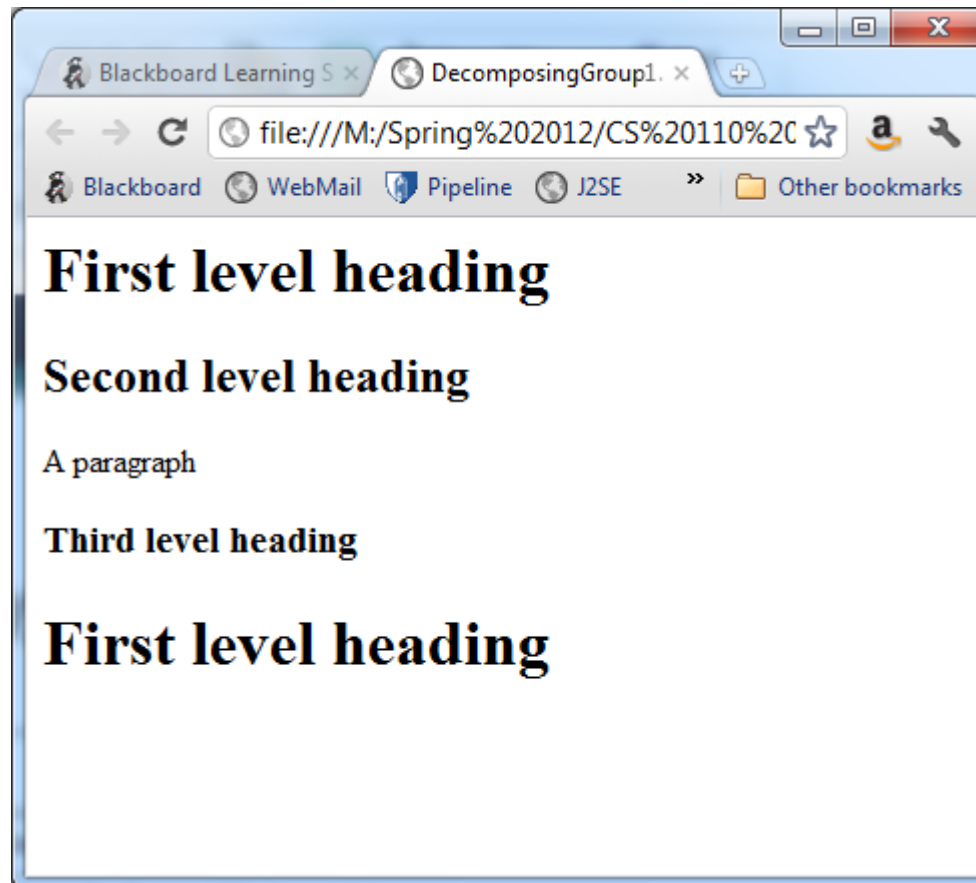 Blackboard Learning S
DecomposingGroup1.
file:///M:/Spring%202012/CS%20110%20
Blackboard WebMail Pipeline J2SE » Other bookmarks
First level heading
Second level heading
A paragraph
Third level heading
First level heading